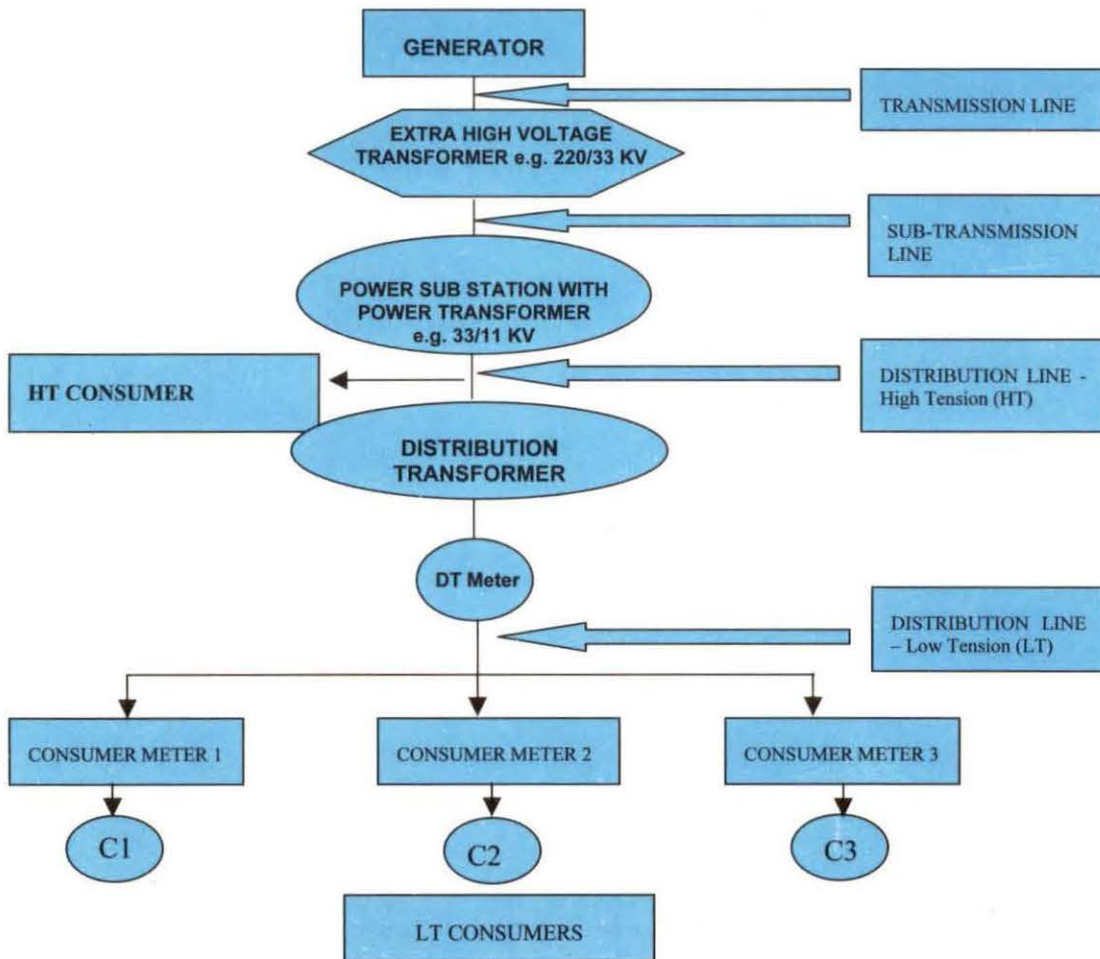 GENERATOR
TRANSMISSION LINE
EXTRA HIGH VOLTAGE
TRANSFORMER e.g. 220/33 KV
SUB-TRANSMISSION
LINE
POWER SUB STATION WITH
POWER TRANSFORMER
e.g. 33/11 KV
HT CONSUMER
DISTRIBUTION LINE -
High Tension (HT)
DISTRIBUTION
TRANSFORMER
DT Meter
DISTRIBUTION LINE
– Low Tension (LT)
CONSUMER METER 1
CONSUMER METER 2
CONSUMER METER 3
C1
C2
C3
LT CONSUMERS